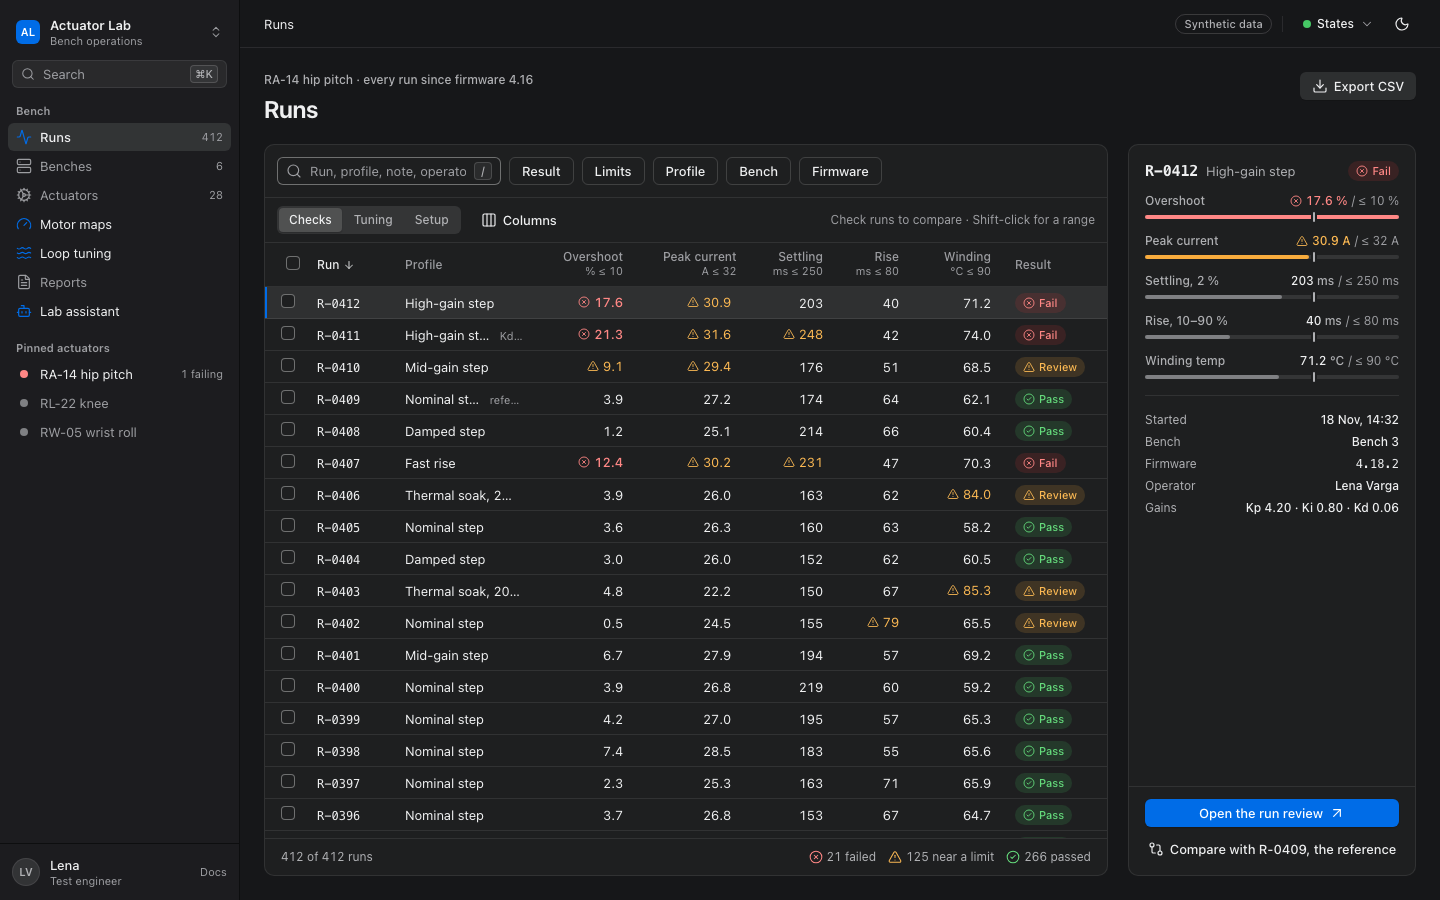 AL
Actuator Lab
Bench operations
Search
⌘K
Bench
Runs 412
Benches 6
Actuators 28
Motor maps
Loop tuning
Reports
Lab assistant
Pinned actuators
RA-14 hip pitch 1 failing
RL-22 knee
RW-05 wrist roll
LV
Lena
Test engineer
Docs
Runs
Synthetic data
States
RA-14 hip pitch · every run since firmware 4.16
Runs
Export CSV
Run, profile, note, operato /
Result
Limits
Profile
Bench
Firmware
Checks
Tuning
Setup
Columns
Check runs to compare · Shift-click for a range
Run ↓ Profile Overshoot Peak current Settling Rise Winding Result
% ≤ 10 A ≤ 32 ms ≤ 250 ms ≤ 80 °C ≤ 90
R-0412 High-gain step 17.6 30.9 203 40 71.2 Fail
R-0411 High-gain st... Kd... 21.3 31.6 248 42 74.0 Fail
R-0410 Mid-gain step 9.1 29.4 176 51 68.5 Review
R-0409 Nominal st... refe... 3.9 27.2 174 64 62.1 Pass
R-0408 Damped step 1.2 25.1 214 66 60.4 Pass
R-0407 Fast rise 12.4 30.2 231 47 70.3 Fail
R-0406 Thermal soak, 2... 3.9 26.0 163 62 84.0 Review
R-0405 Nominal step 3.6 26.3 160 63 58.2 Pass
R-0404 Damped step 3.0 26.0 152 62 60.5 Pass
R-0403 Thermal soak, 20... 4.8 22.2 150 67 85.3 Review
R-0402 Nominal step 0.5 24.5 155 79 65.5 Review
R-0401 Mid-gain step 6.7 27.9 194 57 69.2 Pass
R-0400 Nominal step 3.9 26.8 219 60 59.2 Pass
R-0399 Nominal step 4.2 27.0 195 57 65.3 Pass
R-0398 Nominal step 7.4 28.5 183 55 65.6 Pass
R-0397 Nominal step 2.3 25.3 163 71 65.9 Pass
R-0396 Nominal step 3.7 26.8 153 67 64.7 Pass
412 of 412 runs
21 failed
125 near a limit
266 passed
R-0412 High-gain step Fail
Overshoot 17.6 % / ≤ 10 %
Peak current 30.9 A / ≤ 32 A
Settling, 2 % 203 ms / ≤ 250 ms
Rise, 10–90 % 40 ms / ≤ 80 ms
Winding temp 71.2 °C / ≤ 90 °C
Started 18 Nov, 14:32
Bench Bench 3
Firmware 4.18.2
Operator Lena Varga
Gains Kp 4.20 · Ki 0.80 · Kd 0.06
Open the run review
Compare with R-0409, the reference